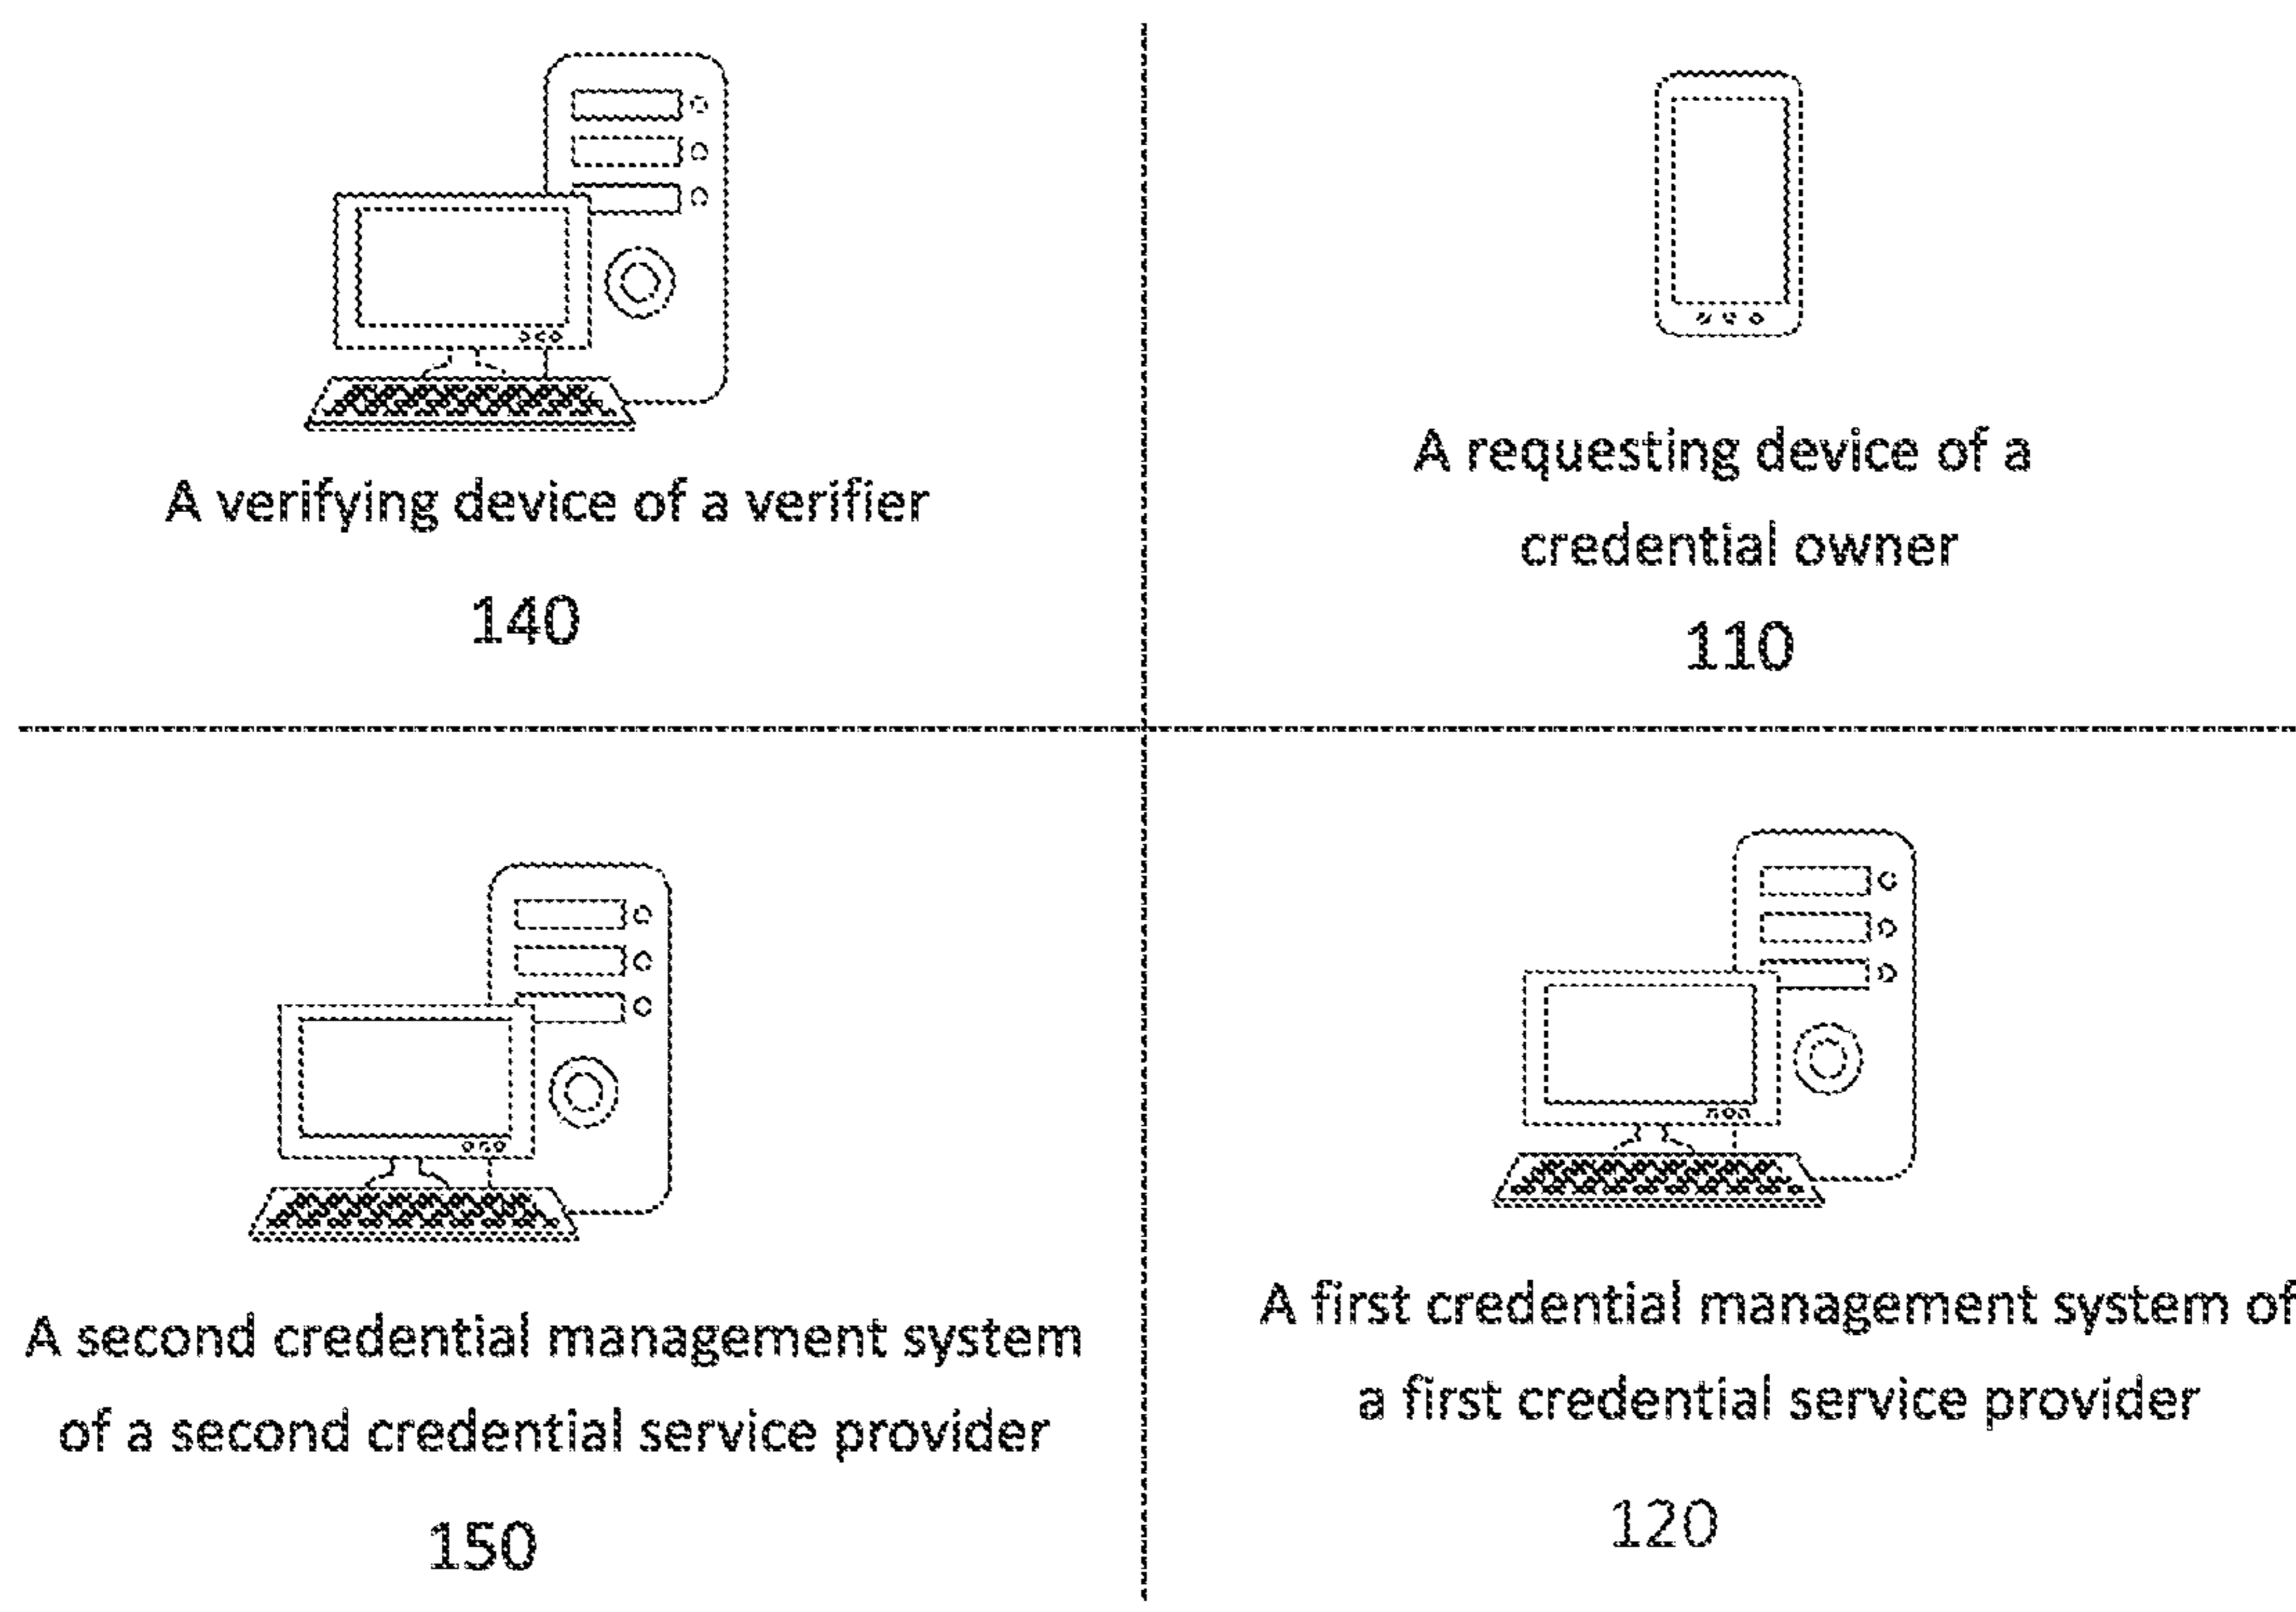 A verifying device of a verifier
140
A requesting device of a
credential owner
110
A second credential management system
of a second credential service provider
150
A first credential management system of
a first credential service provider
120